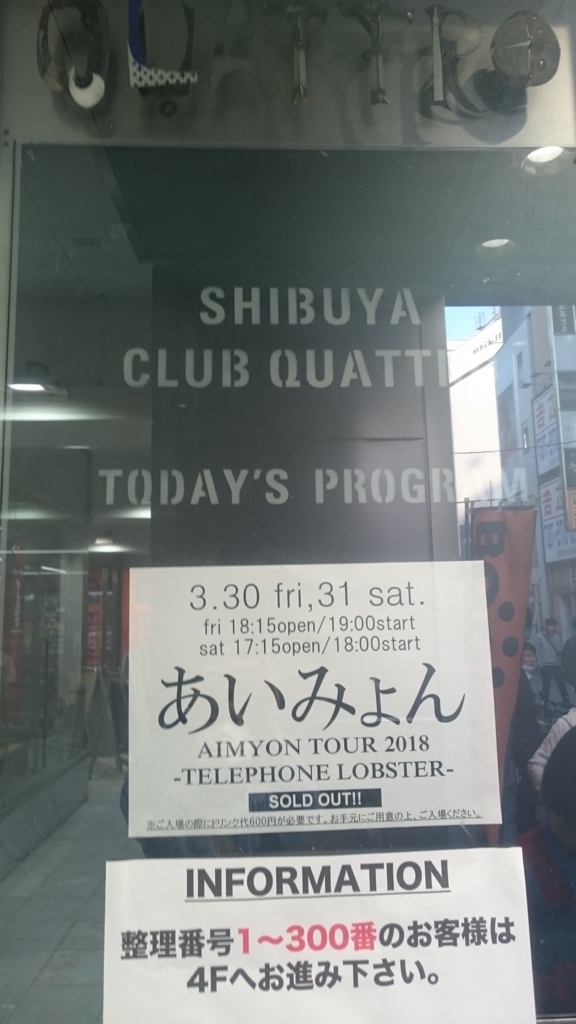 QUATTRO
SHIBUYA
CLUB QUATT
TODAY'S PROGRAM
3.30 fri,31 sat.
fri 18:15open/19:00start
sat 17:15open/18:00start
あいみょん
AIMYON TOUR 2018
-TELEPHONE LOBSTER-
SOLD OUT!!
※ご入場の際にドリンク代600円が必要です。お手元にご用意の上、ご入場ください。
INFORMATION
整理番号1〜300番のお客様は
4Fへお進み下さい。